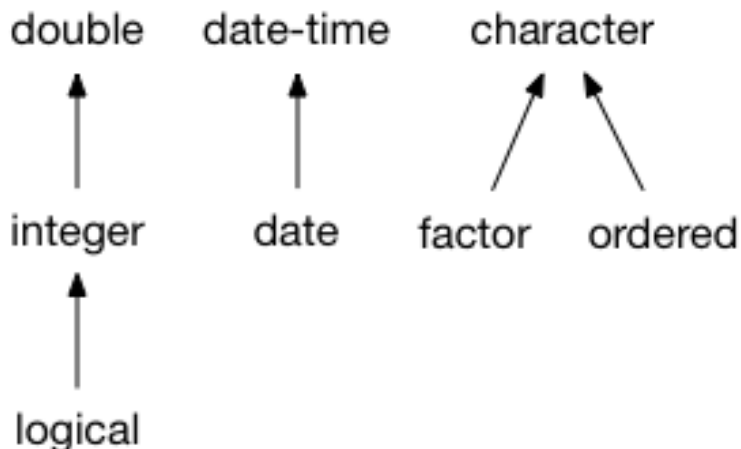 double date-time character
integer date factor ordered
logical